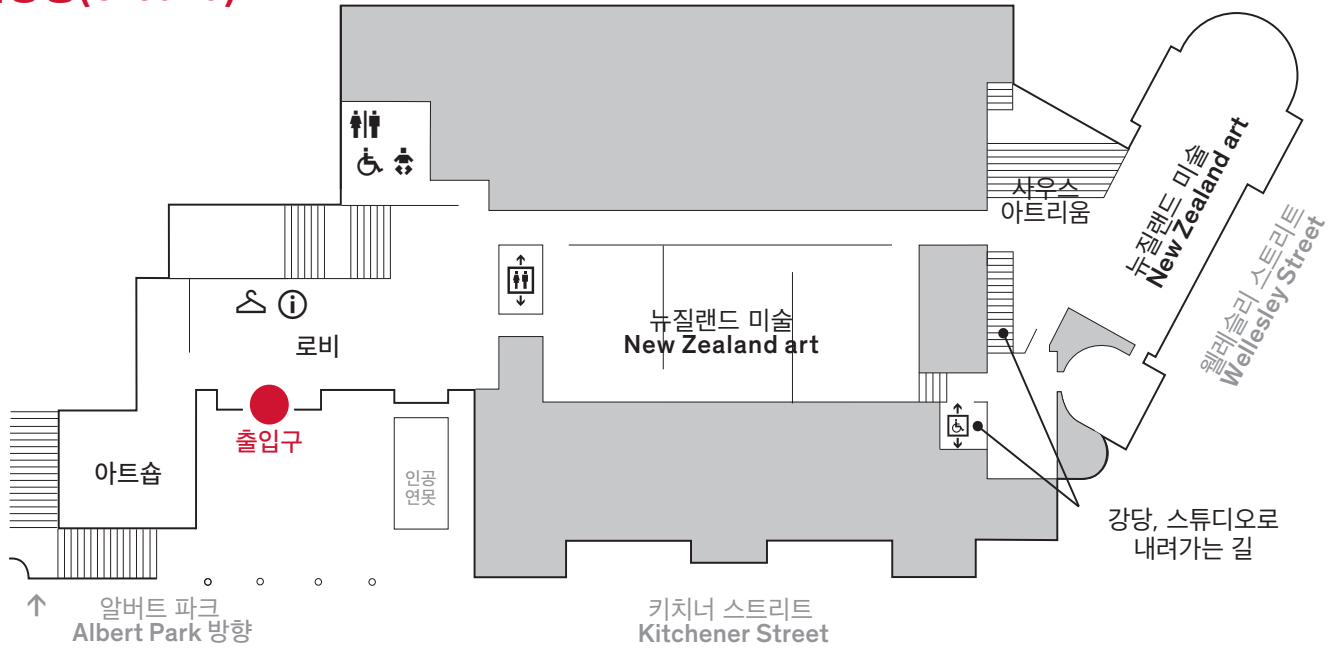 사우스
아트리움
뉴질랜드 미술
New Zealand art
웰레슬리 스트리트
Wellesley Street
뉴질랜드 미술
New Zealand art
로비
출입구
아트숍
인공
연못
강당, 스튜디오로
내려가는 길
알버트 파크
Albert Park 방향
키치너 스트리트
Kitchener Street